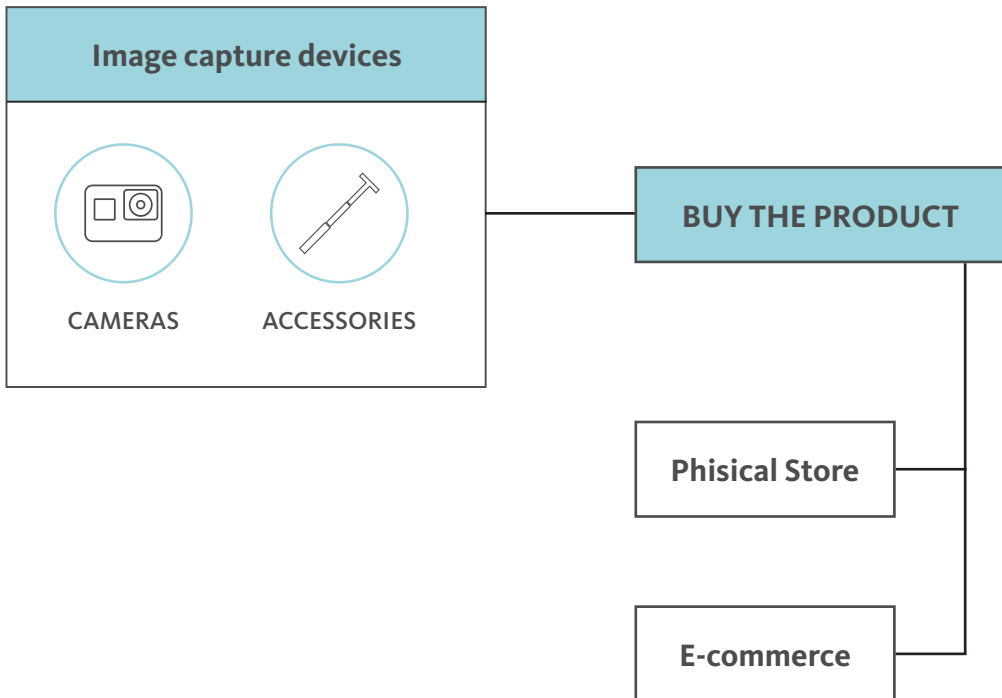 Image capture devices
CAMERAS
ACCESSORIES
BUY THE PRODUCT
Phisical Store
E-commerce